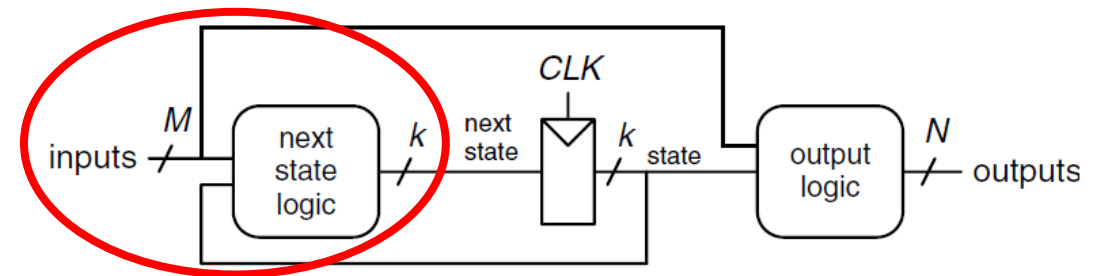 CLK
M
next
state
k
inputs
next
state
logic
k
state
output
logic
N
outputs